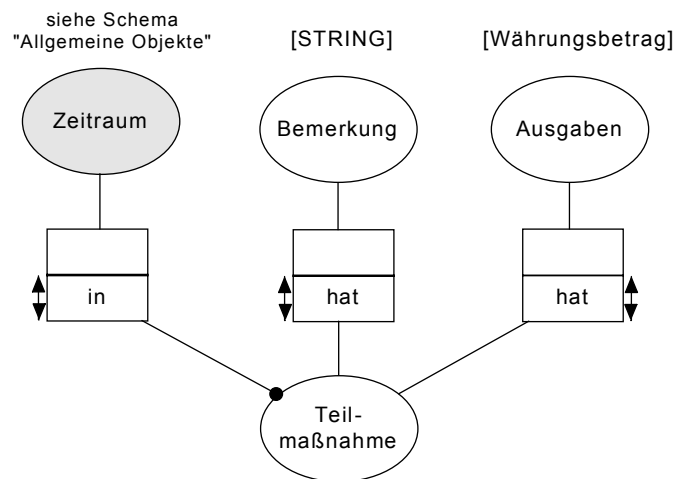 siehe Schema
"Allgemeine Objekte"
[STRING]
[Währungsbetrag]
Zeitraum
Bemerkung
Ausgaben
in
hat
hat
Teil-
maßnahme